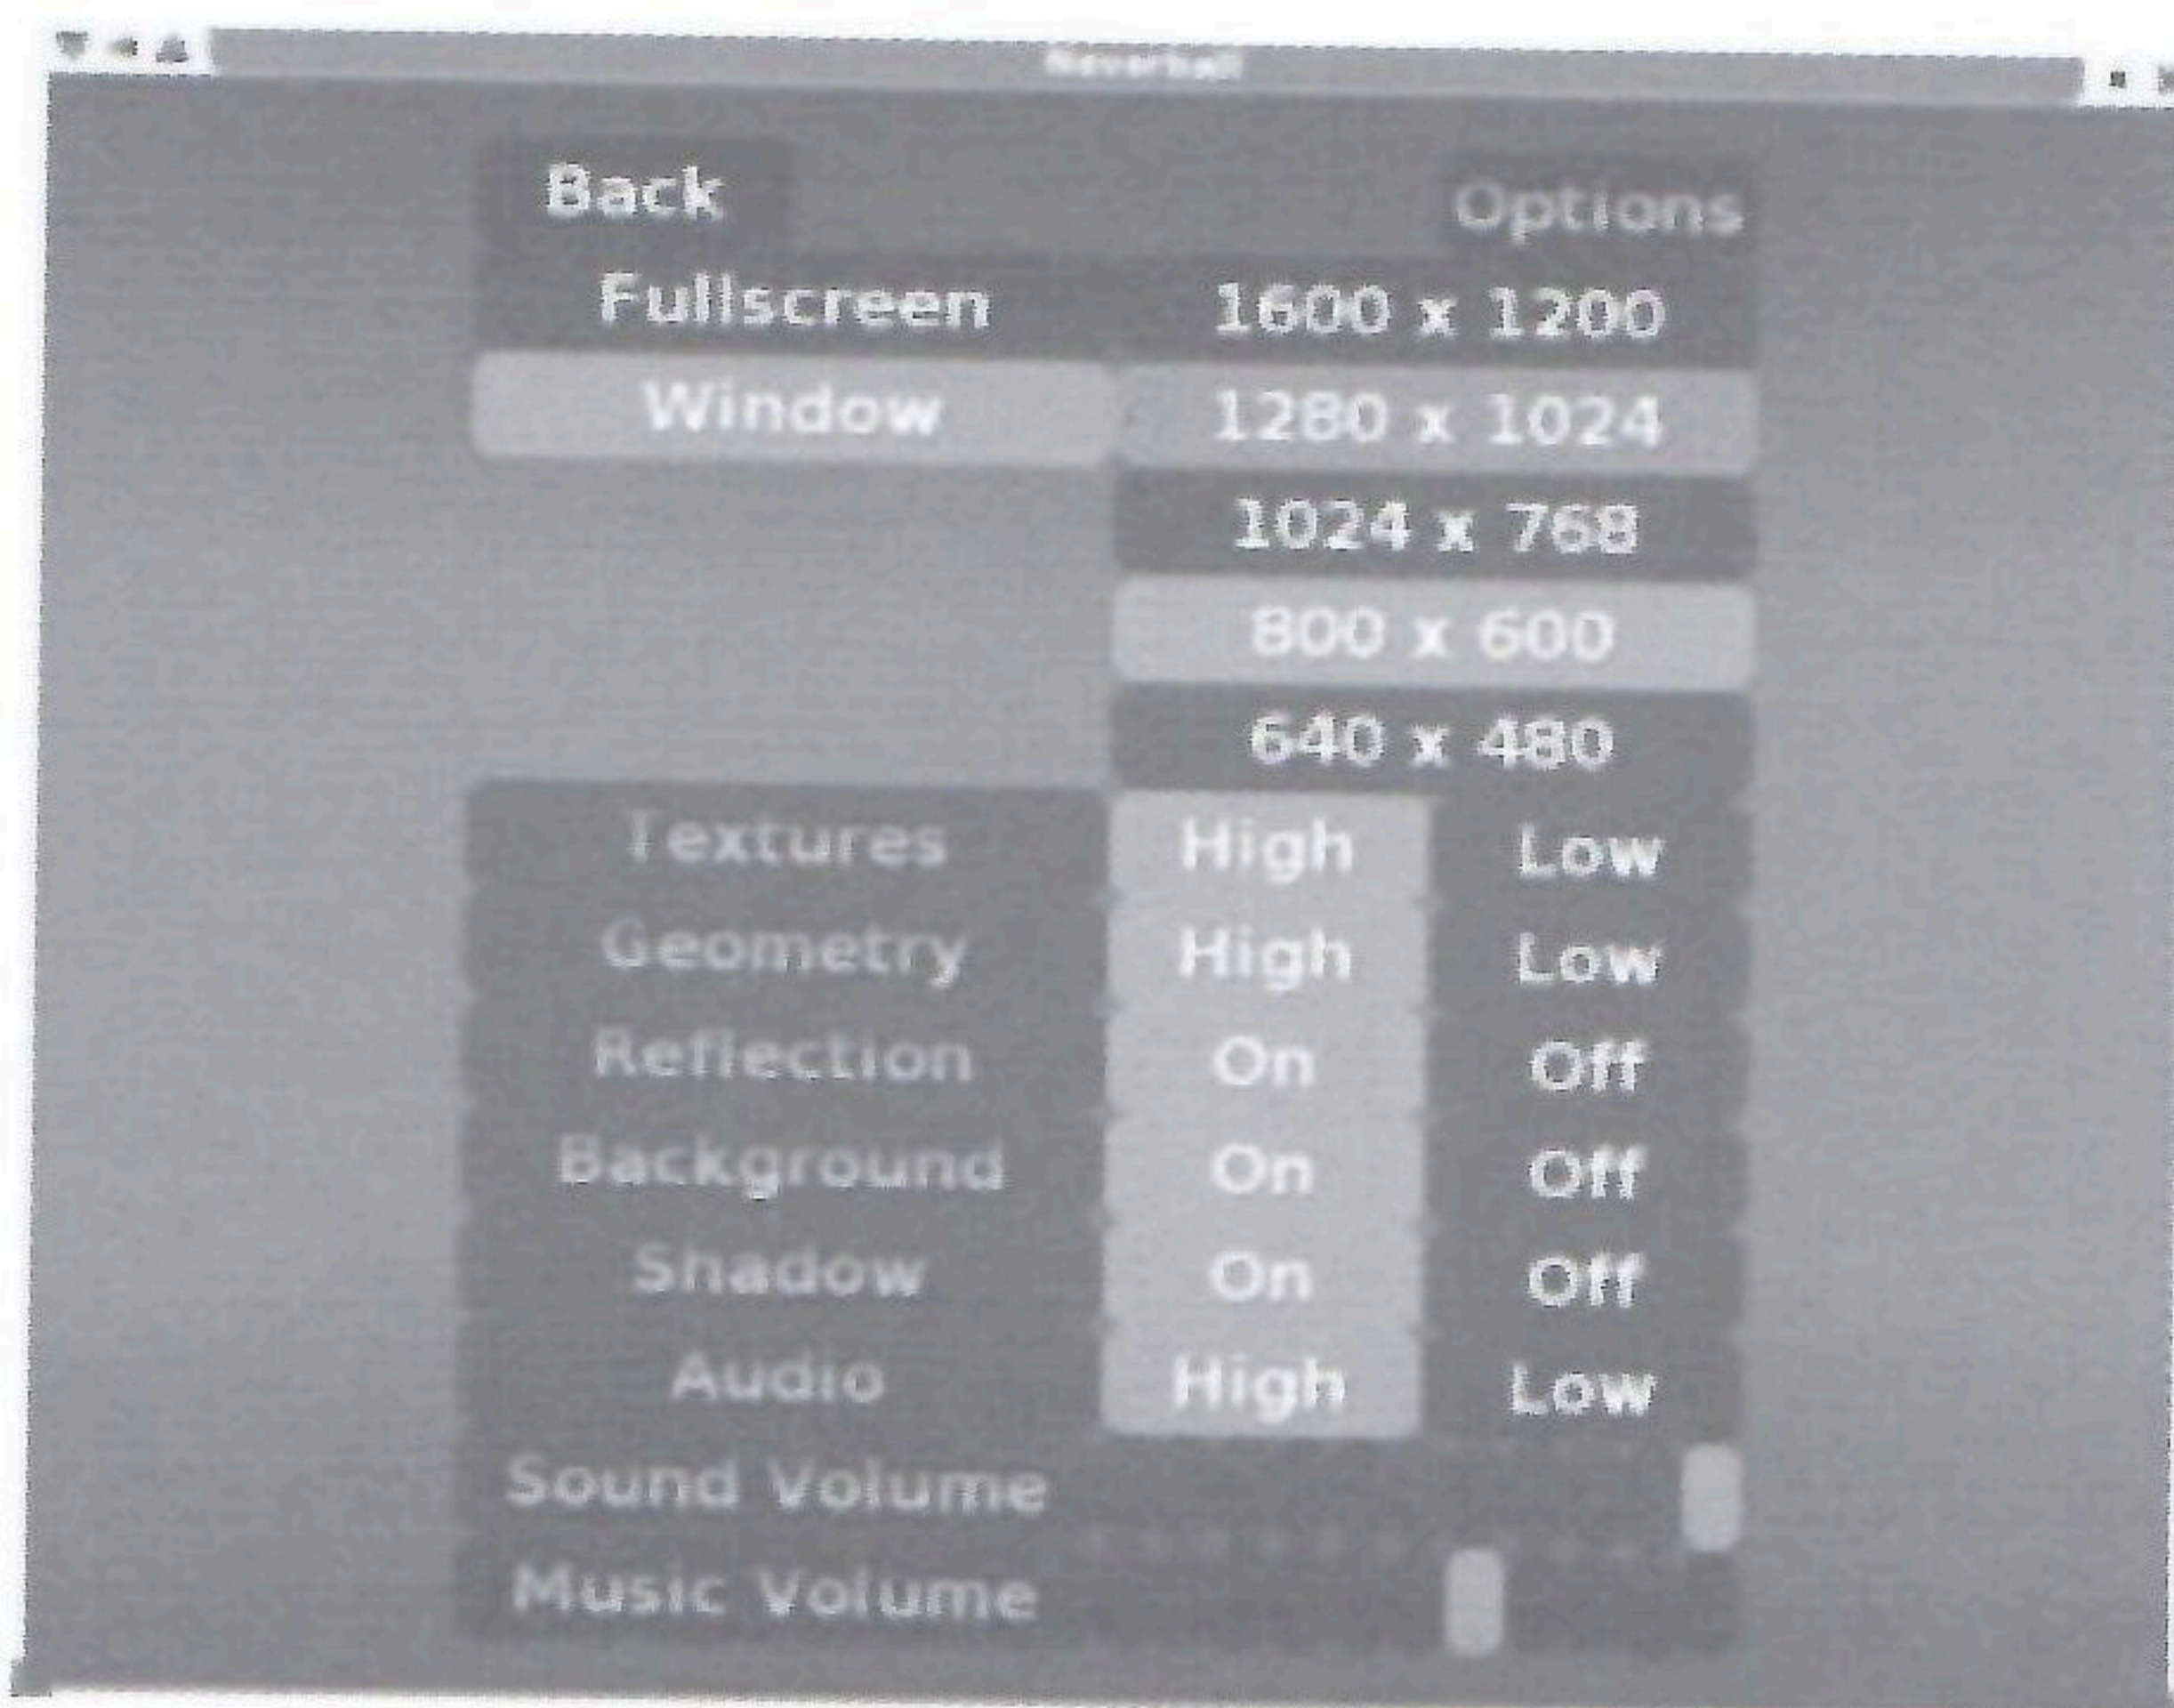 Neverball
Back Options
Fullscreen 1600 x 1200
Window 1280 x 1024
1024 x 768
800 x 600
640 x 480
Textures High Low
Geometry High Low
Reflection On Off
Background On Off
Shadow On Off
Audio High Low
Sound Volume
Music Volume